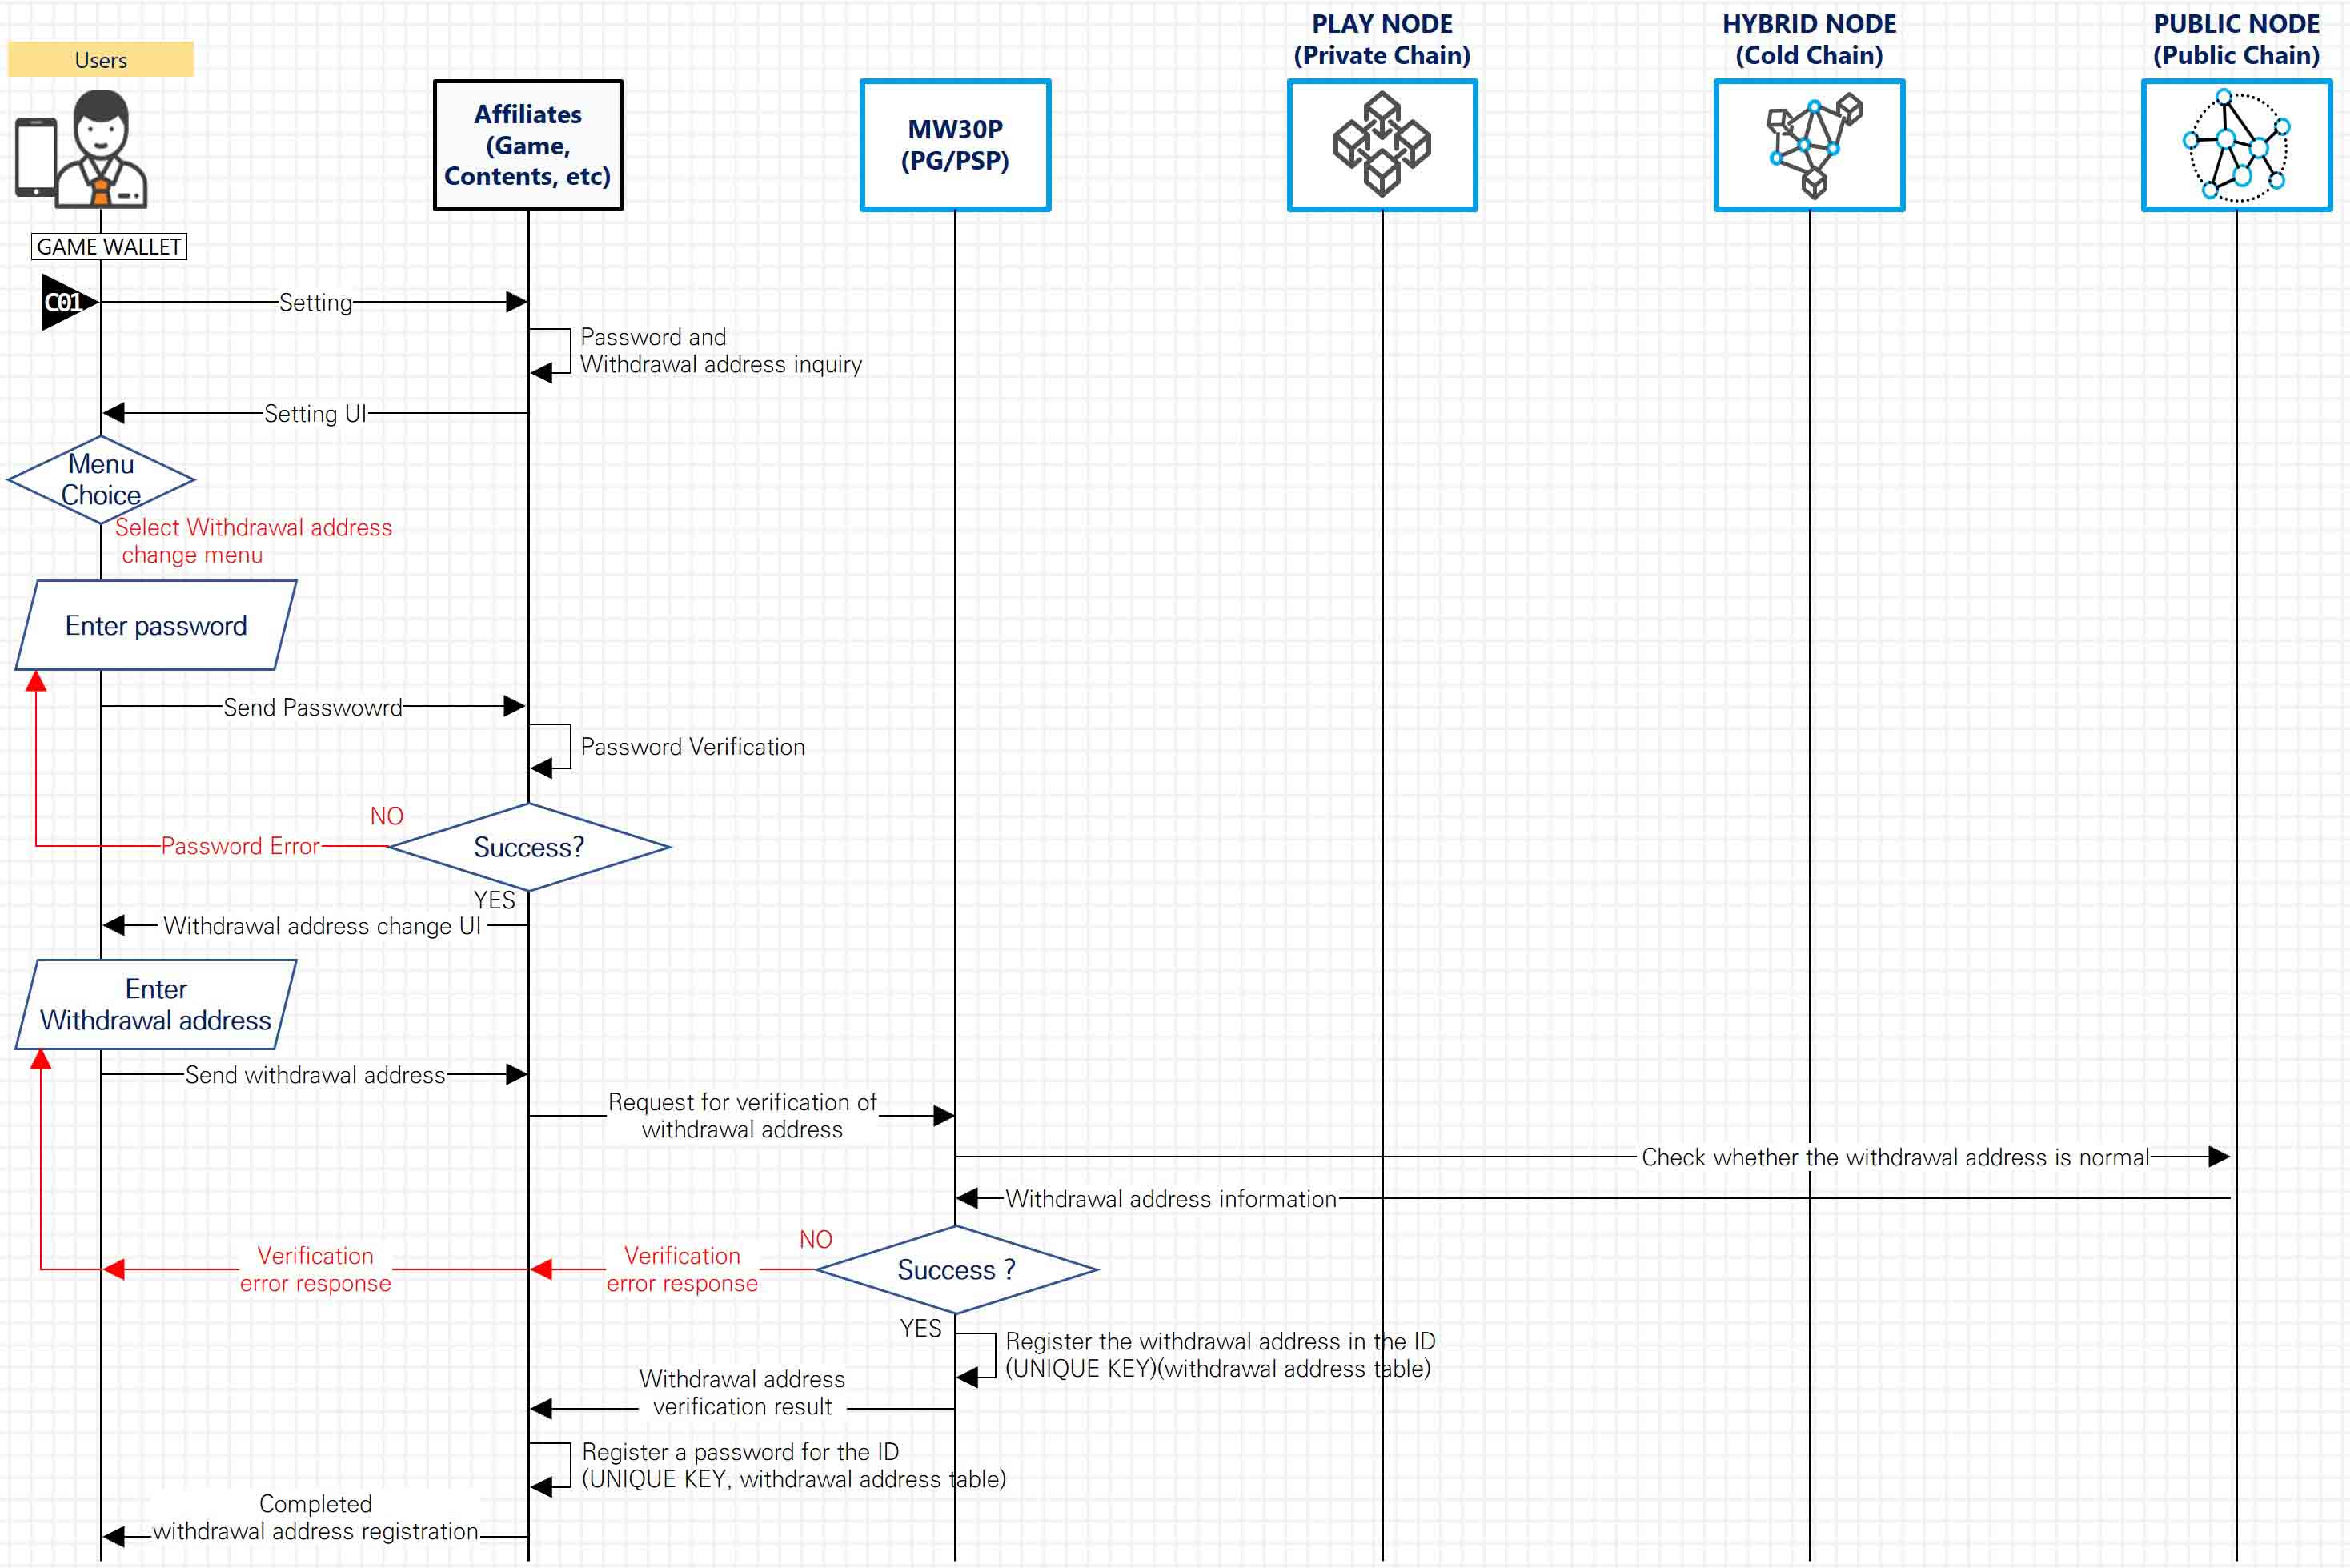 PLAY NODE
(Private Chain)
HYBRID NODE
(Cold Chain)
PUBLIC NODE
(Public Chain)
Users
Affiliates
(Game,
Contents, etc)
MW30P
(PG/PSP)
GAME WALLET
C01
Setting
Password and
Withdrawal address inquiry
Setting UI
Menu
Choice
Select Withdrawal address
change menu
Enter password
Send Passwowrd
Password Verification
NO
Password Error
Success?
YES
Withdrawal address change UI
Enter
Withdrawal address
Send withdrawal address
Request for verification of
withdrawal address
Check whether the withdrawal address is normal
Withdrawal address information
NO
Verification
error response
Verification
error response
Success ?
YES
Register the withdrawal address in the ID
(UNIQUE KEY)(withdrawal address table)
Withdrawal address
verification result
Register a password for the ID
(UNIQUE KEY, withdrawal address table)
Completed
withdrawal address registration